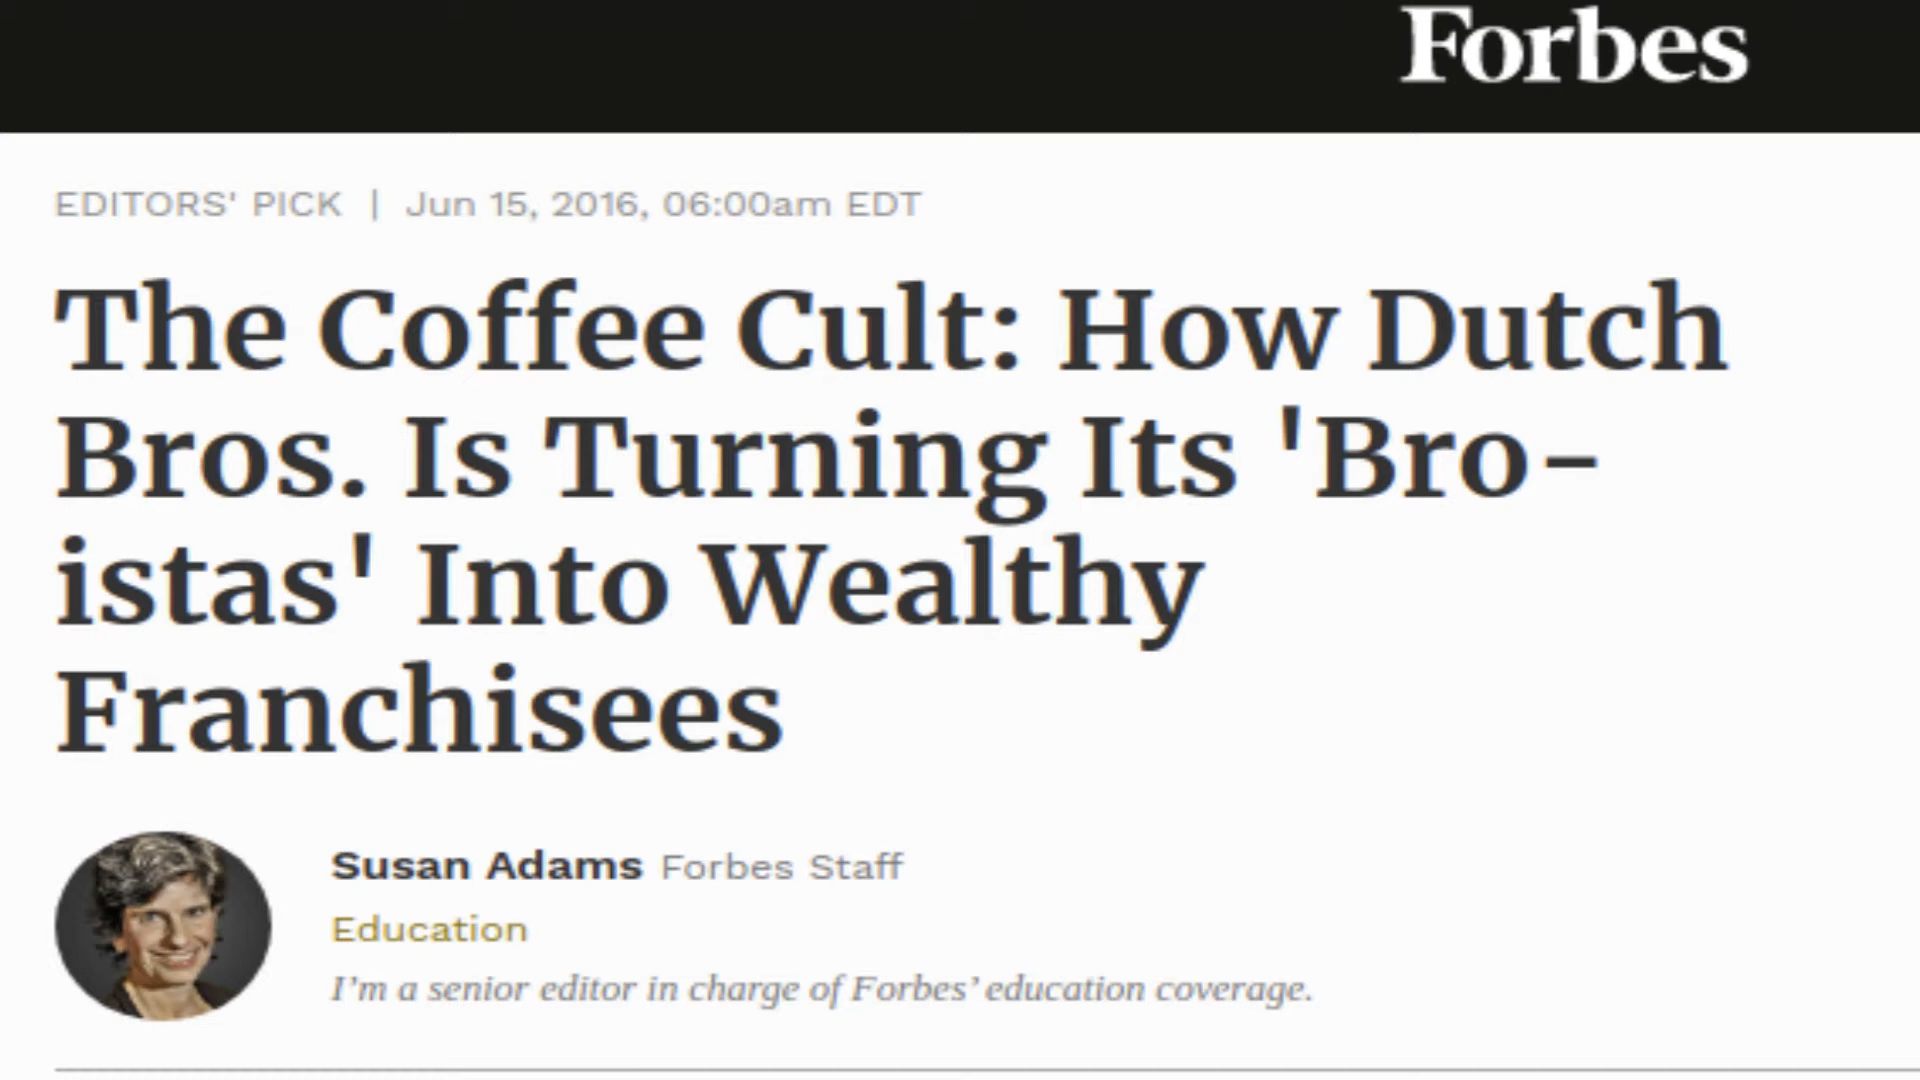 Forbes
EDITORS' PICK | Jun 15, 2016, 06:00am EDT
The Coffee Cult: How Dutch
Bros. Is Turning Its 'Bro-
istas' Into Wealthy
Franchisees
Susan Adams Forbes Staff
Education
I’m a senior editor in charge of Forbes’ education coverage.